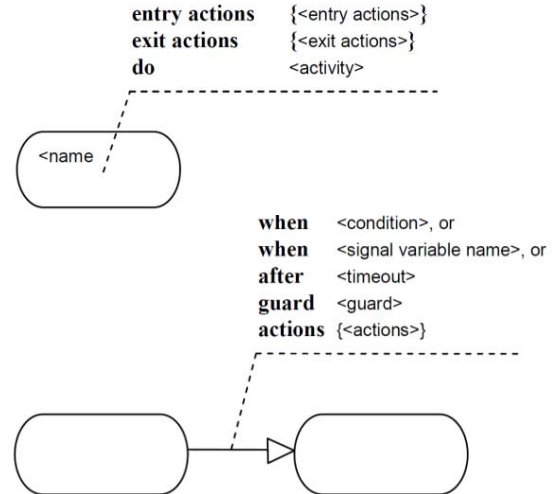 entry actions {<entry actions>}
exit actions {<exit actions>}
do <activity>
<name
when <condition>, or
when <signal variable name>, or
after <timeout>
guard <guard>
actions {<actions>}